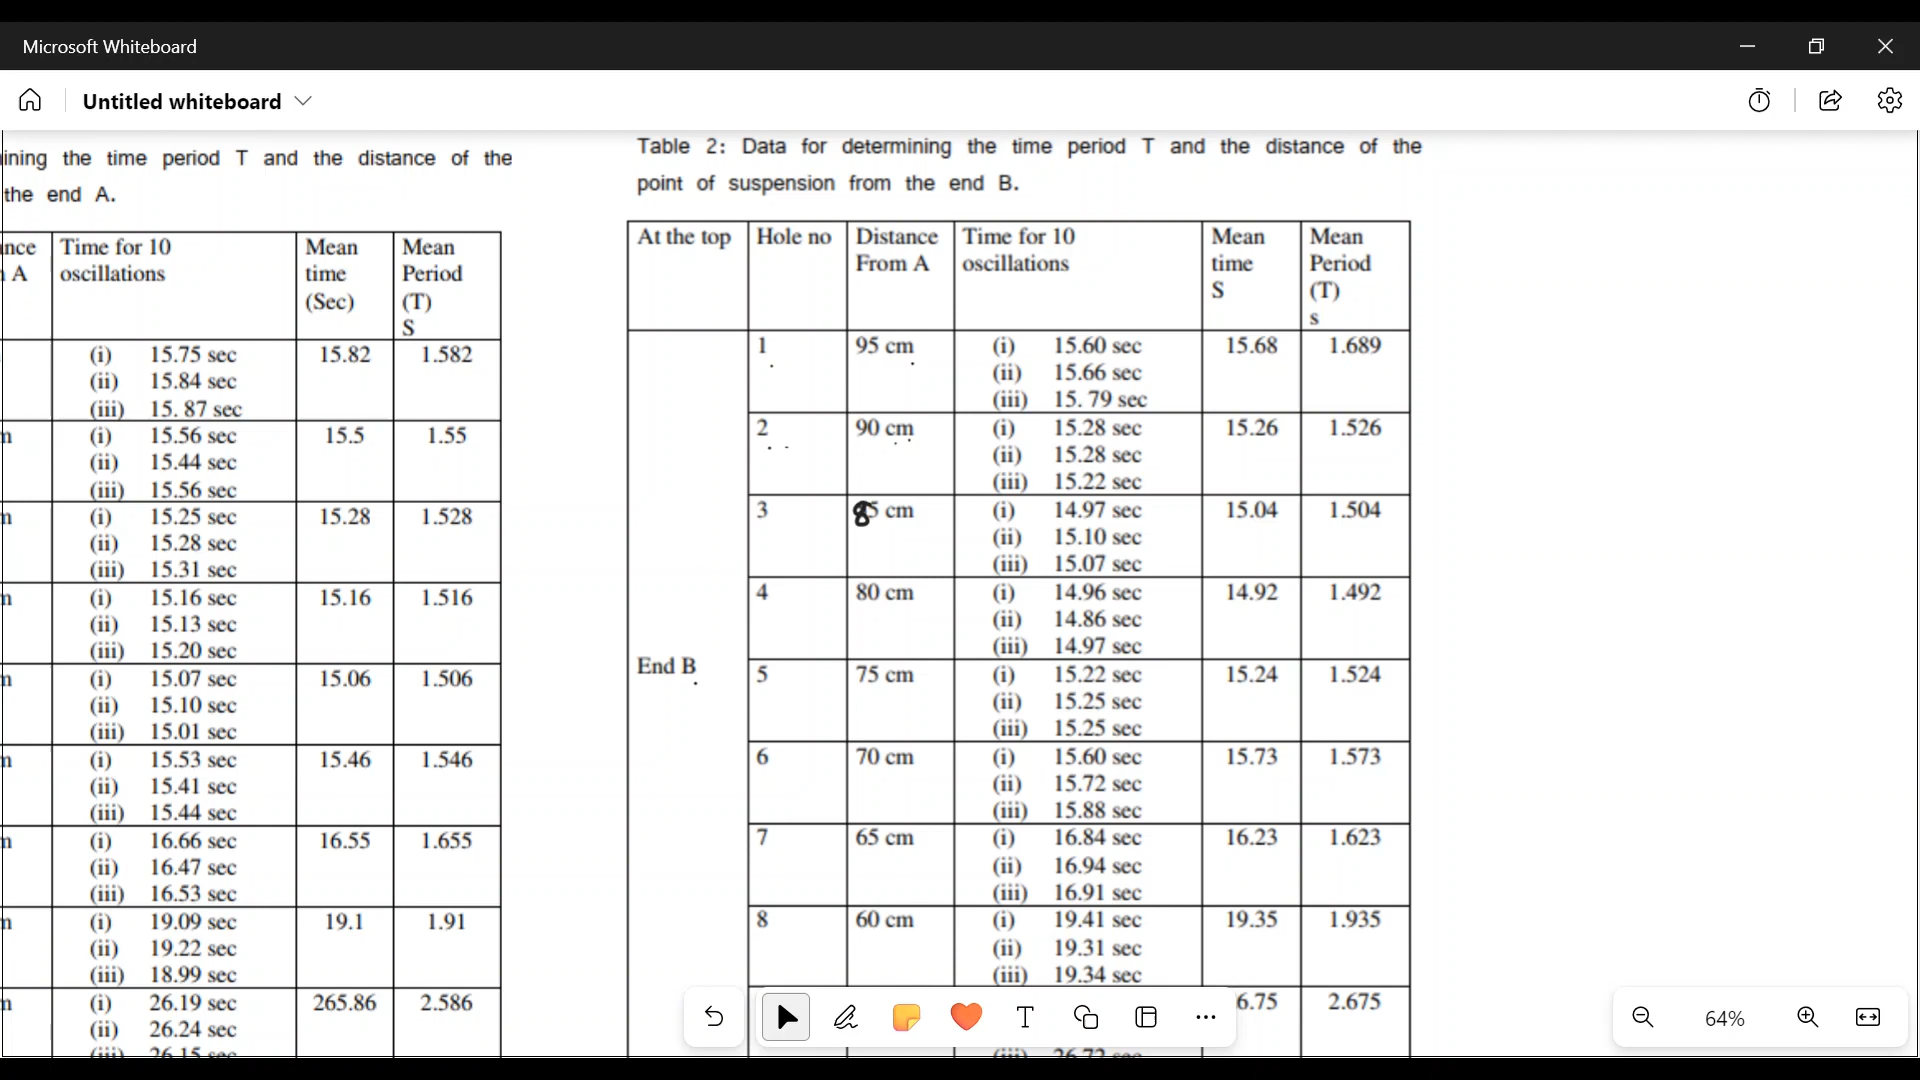 Microsoft Whiteboard
Untitled whiteboard
ining the time period T and the distance of the
the end A.
ance Time for 10 Mean Mean
A oscillations time Period
(Sec) (T)
S
(i) 15.75 sec 15.82 1.582
(ii) 15.84 sec
(iii) 15. 87 sec
m (i) 15.56 sec 15.5 1.55
(ii) 15.44 sec
(iii) 15.56 sec
m (i) 15.25 sec 15.28 1.528
(ii) 15.28 sec
(iii) 15.31 sec
m (i) 15.16 sec 15.16 1.516
(ii) 15.13 sec
(iii) 15.20 sec
m (i) 15.07 sec 15.06 1.506
(ii) 15.10 sec
(iii) 15.01 sec
m (i) 15.53 sec 15.46 1.546
(ii) 15.41 sec
(iii) 15.44 sec
m (i) 16.66 sec 16.55 1.655
(ii) 16.47 sec
(iii) 16.53 sec
m (i) 19.09 sec 19.1 1.91
(ii) 19.22 sec
(iii) 18.99 sec
m (i) 26.19 sec 265.86 2.586
(ii) 26.24 sec
(iii) 26.15 sec
Table 2: Data for determining the time period T and the distance of the
point of suspension from the end B.
At the top Hole no Distance Time for 10 Mean Mean
From A oscillations time Period
S (T)
s
1 95 cm (i) 15.60 sec 15.68 1.689
(ii) 15.66 sec
(iii) 15. 79 sec
2 90 cm (i) 15.28 sec 15.26 1.526
(ii) 15.28 sec
(iii) 15.22 sec
3 85 cm (i) 14.97 sec 15.04 1.504
(ii) 15.10 sec
(iii) 15.07 sec
4 80 cm (i) 14.96 sec 14.92 1.492
(ii) 14.86 sec
(iii) 14.97 sec
End B
5 75 cm (i) 15.22 sec 15.24 1.524
(ii) 15.25 sec
(iii) 15.25 sec
6 70 cm (i) 15.60 sec 15.73 1.573
(ii) 15.72 sec
(iii) 15.88 sec
7 65 cm (i) 16.84 sec 16.23 1.623
(ii) 16.94 sec
(iii) 16.91 sec
8 60 cm (i) 19.41 sec 19.35 1.935
(ii) 19.31 sec
(iii) 19.34 sec
6.75 2.675
(iii) 26.72 sec
64%